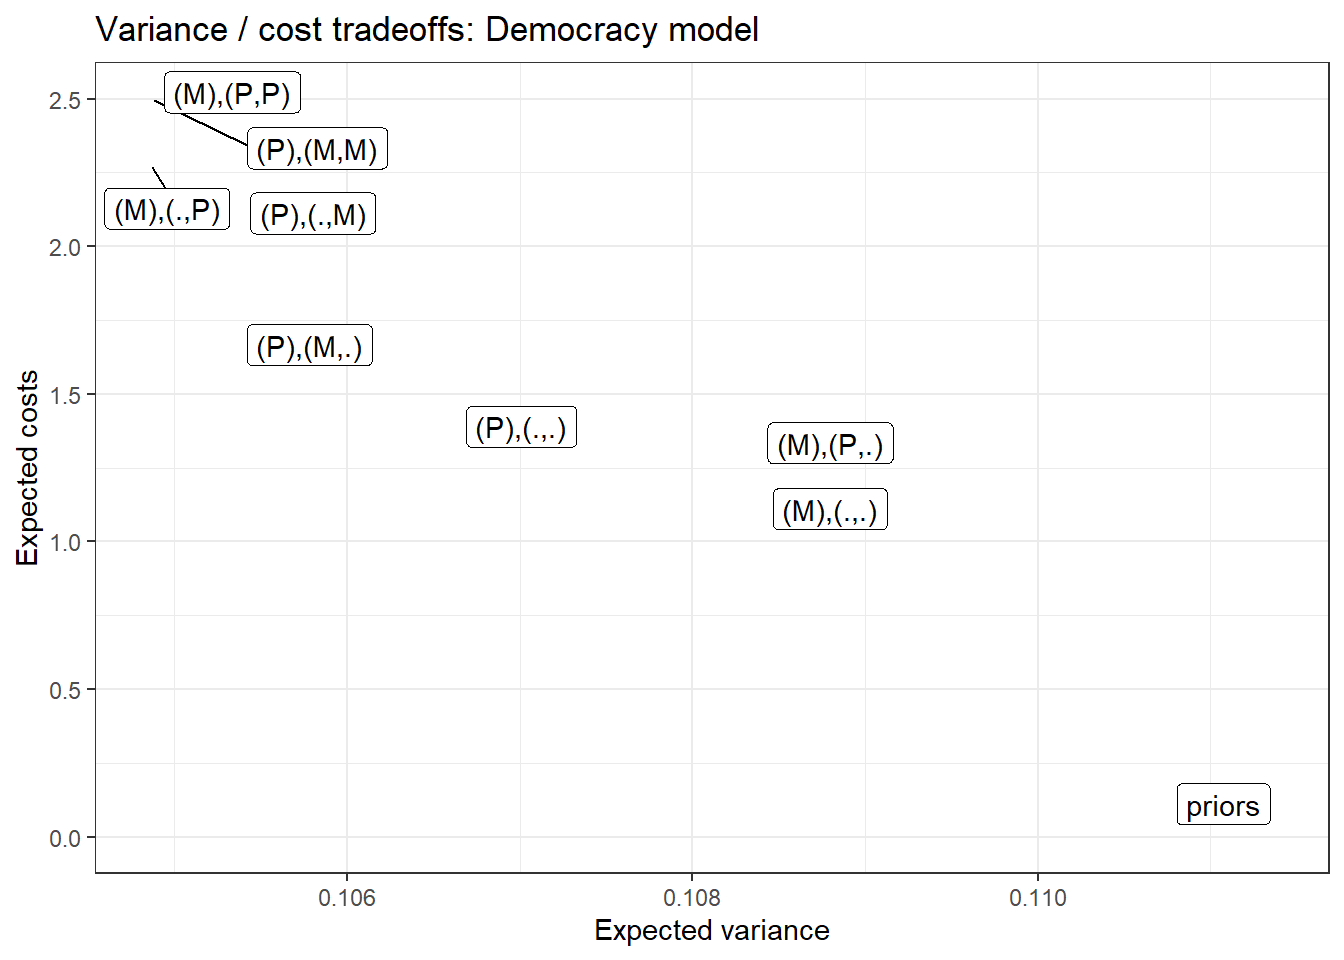 Variance / cost tradeoffs: Democracy model
2.5
2.0
1.5
1.0
0.5
0.0
Expected costs
(M),(P,P)
(P),(M,M)
(M),(.,P)
(P),(.,M)
(P),(M,.)
(P),(.,.)
(M),(P,.)
(M),(.,.)
priors
0.106
0.108
0.110
Expected variance